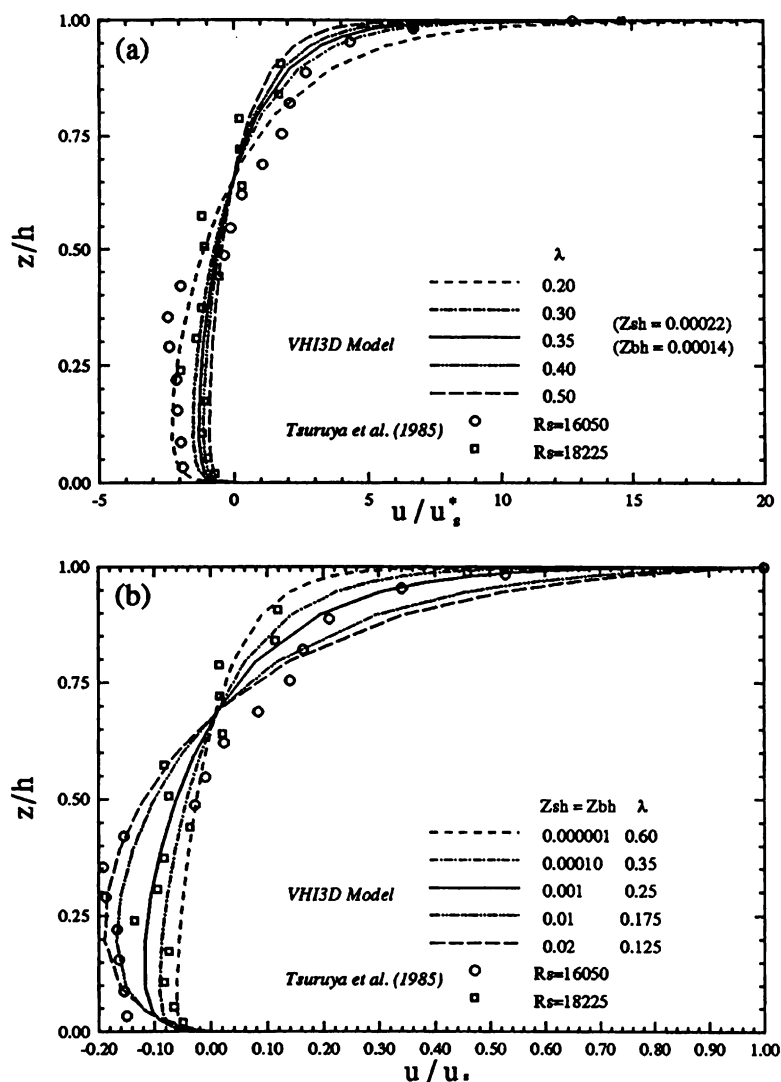 (a)
1.00
0.75
0.50
0.25
0.00
z/h
λ
0.20
0.30
0.35
0.40
0.50
(Zsh = 0.00022)
(Zbh = 0.00014)
VHI3D Model
Tsuruya et al. (1985)
Rs=16050
Rs=18225
-5 0 5 10 15 20
u / u*s
(b)
1.00
0.75
0.50
0.25
0.00
z/h
Zsh = Zbh λ
0.000001 0.60
0.00010 0.35
0.001 0.25
0.01 0.175
0.02 0.125
VHI3D Model
Tsuruya et al. (1985)
Rs=16050
Rs=18225
-0.20 -0.10 0.00 0.10 0.20 0.30 0.40 0.50 0.60 0.70 0.80 0.90 1.00
u / us